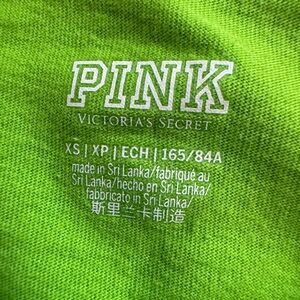 PINK
VICTORIA'S SECRET
XS | XP | ECH | 165/84A
made in Sri Lanka/fabriqué au
Sri Lanka/hecho en Sri Lanka/
fabbricato in Sri Lanka/
斯里兰卡制造